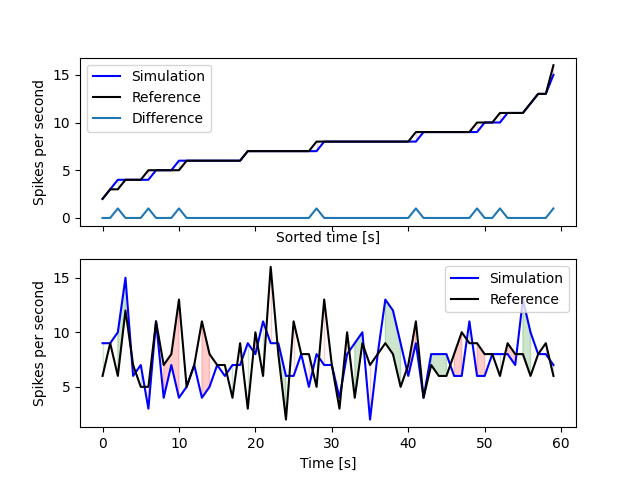 Simulation
Reference
Difference
Spikes per second
15
10
5
0
Sorted time [s]
Simulation
Reference
Spikes per second
15
10
5
0
10
20
30
40
50
60
Time [s]